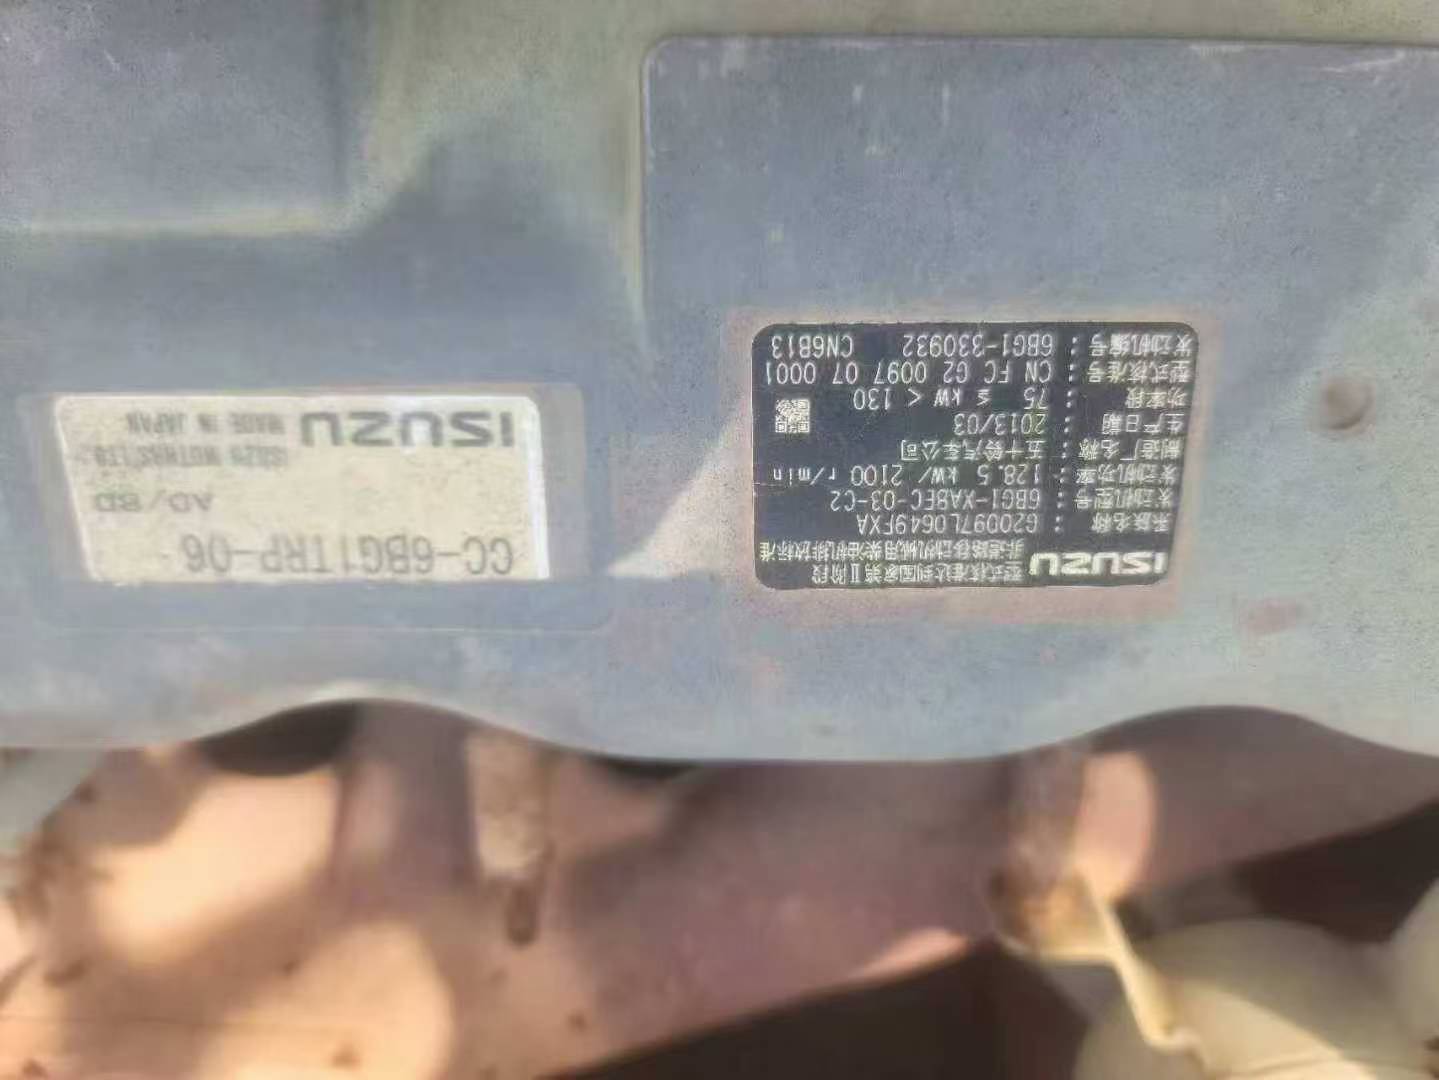 ISUZU
型式核准达到国家第II阶段
非道路移动机械用柴油机排放标准
系族名称： G20097L0649FXA
发动机型号： 6BG1-XABEC-03-C2
发动机功率： 128.5 kW/ 2100 r/min
制造厂名称： 五十铃汽车公司
生产日期： 2013/03
功率段： 75 ≤ kW < 130
型式核准号： CN FC G2 0097 07 0001
发动机编号： 6BG1-330932 CN6B13
CC-6BG1TRP-06
AD/BD
ISUZU MOTORS LTD
ISUZU MADE IN JAPAN